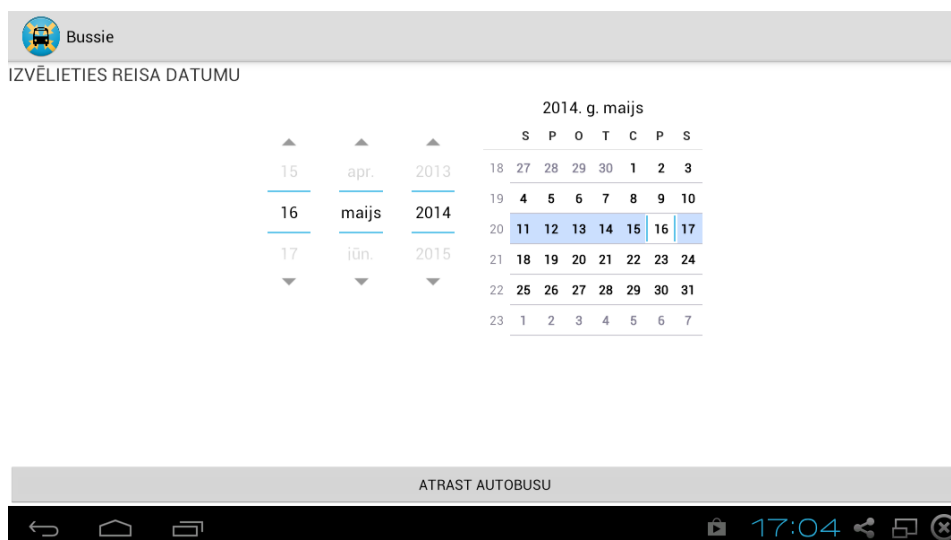 Bussie
IZVĒLIETIES REISA DATUMU
15 apr. 2013
16 maijs 2014
17 jūn. 2015
2014. g. maijs
S P O T C P S
18 27 28 29 30 1 2 3
19 4 5 6 7 8 9 10
20 11 12 13 14 15 16 17
21 18 19 20 21 22 23 24
22 25 26 27 28 29 30 31
23 1 2 3 4 5 6 7
ATRAST AUTOBUSU
17:04